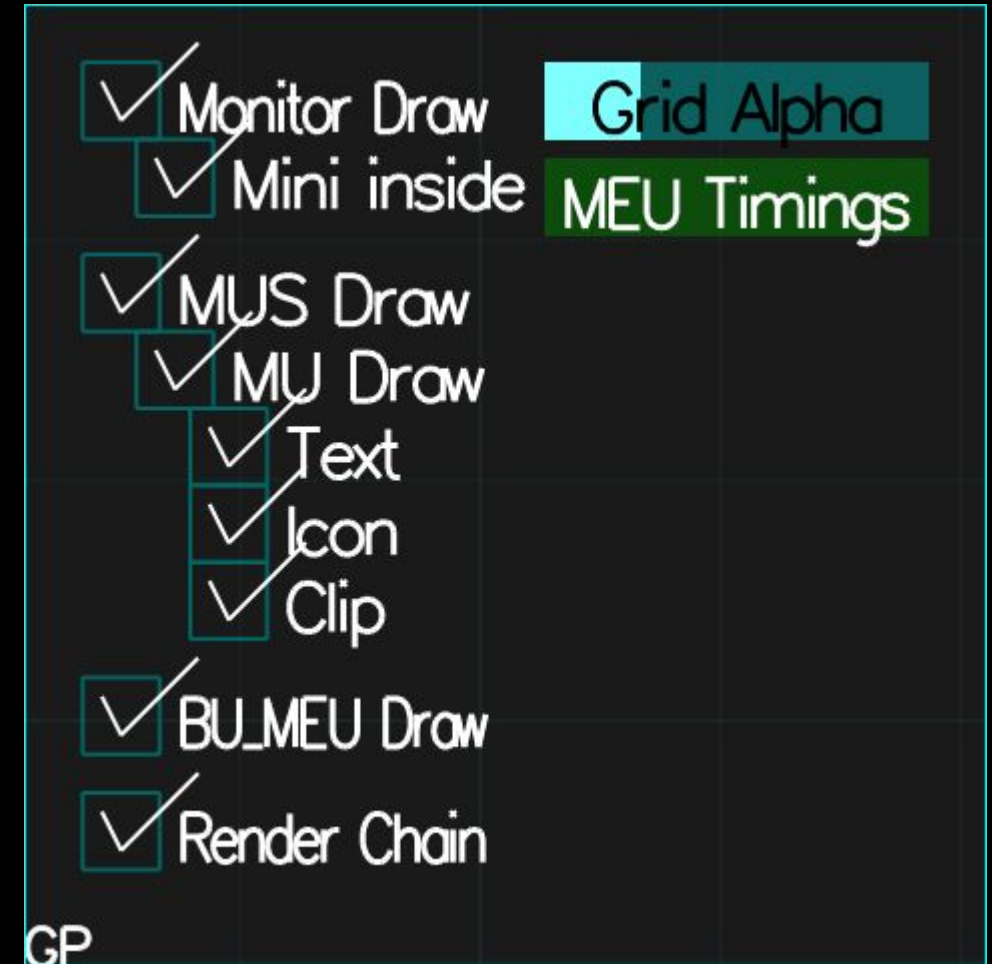 Monitor Draw
Grid Alpha
Mini inside
MEU Timings
MUS Draw
MU Draw
Text
Icon
Clip
BU_MEU Draw
Render Chain
GP